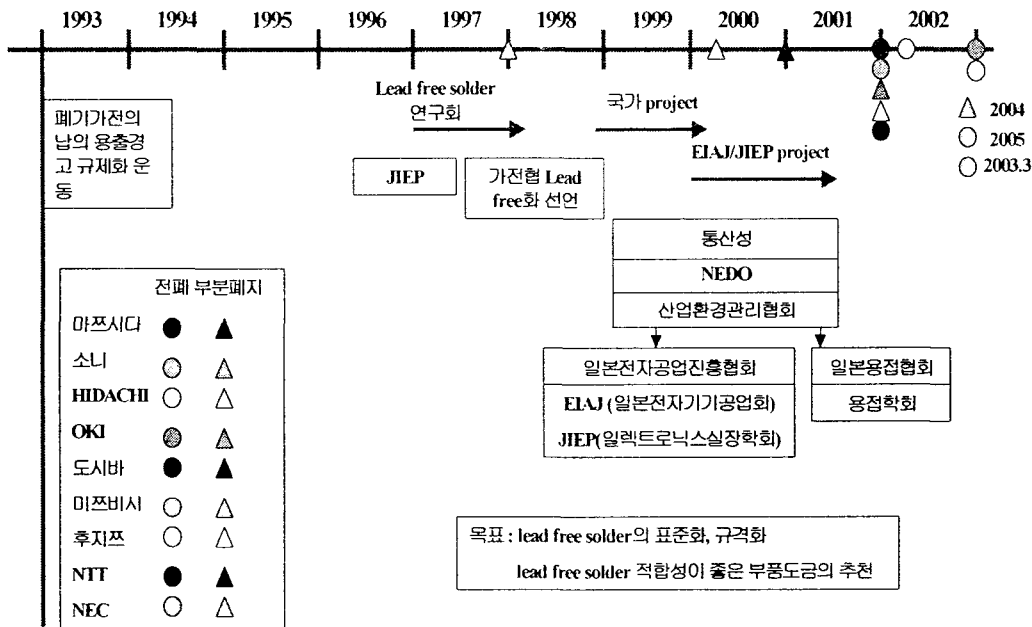 1993 1994 1995 1996 1997 1998 1999 2000 2001 2002
Lead free solder
연구회
국가 project
EIAJ/JIEP project
2004
2005
2003.3
폐기가전의
납의 용출경
고 규제화 운
동
JIEP
가전협 Lead
free화 선언
통산성
NEDO
산업환경관리협회
일본전자공업진흥협회
EIAJ (일본전자기기공업회)
JIEP(일렉트로닉스실장학회)
일본용접협회
용접학회
전폐 부분폐지
마쯔시다
소니
HIDACHI
OKI
도시바
미쯔비시
후지쯔
NTT
NEC
목표 : lead free solder의 표준화, 규격화
lead free solder 적합성이 좋은 부품도금의 추천